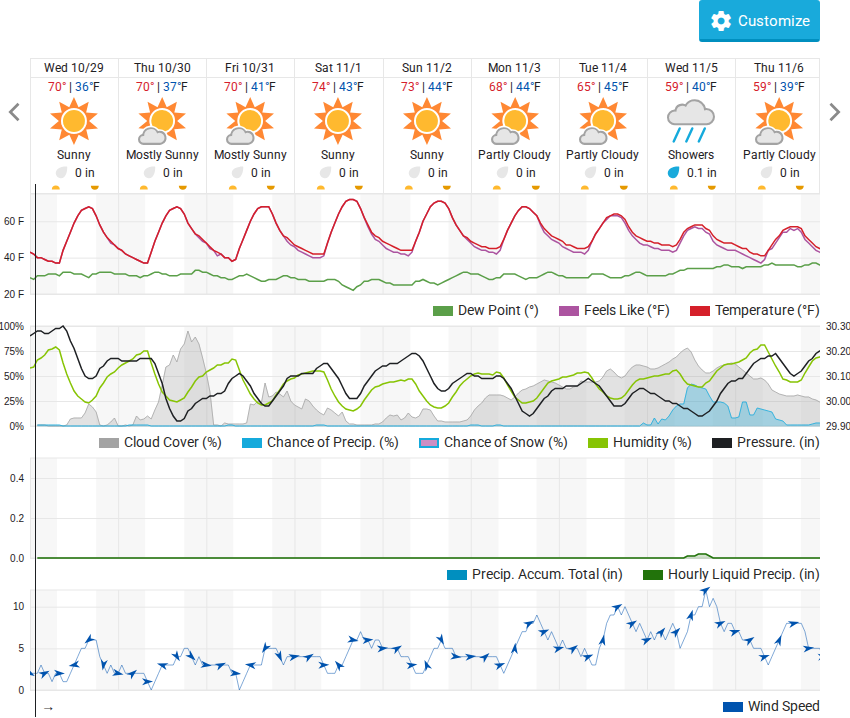 Customize
Wed 10/29 Thu 10/30 Fri 10/31 Sat 11/1 Sun 11/2 Mon 11/3 Tue 11/4 Wed 11/5 Thu 11/6
70° | 36°F 70° | 37°F 70° | 41°F 74° | 43°F 73° | 44°F 68° | 44°F 65° | 45°F 59° | 40°F 59° | 39°F
Sunny Mostly Sunny Mostly Sunny Sunny Sunny Partly Cloudy Partly Cloudy Showers Partly Cloudy
0 in 0 in 0 in 0 in 0 in 0 in 0 in 0.1 in 0 in
60 F
40 F
20 F
Dew Point (°) Feels Like (°F) Temperature (°F)
100% 30.30
75% 30.20
50% 30.10
25% 30.00
0% 29.90
Cloud Cover (%) Chance of Precip. (%) Chance of Snow (%) Humidity (%) Pressure. (in)
0.4
0.2
0.0
Precip. Accum. Total (in) Hourly Liquid Precip. (in)
10
5
0
→ Wind Speed